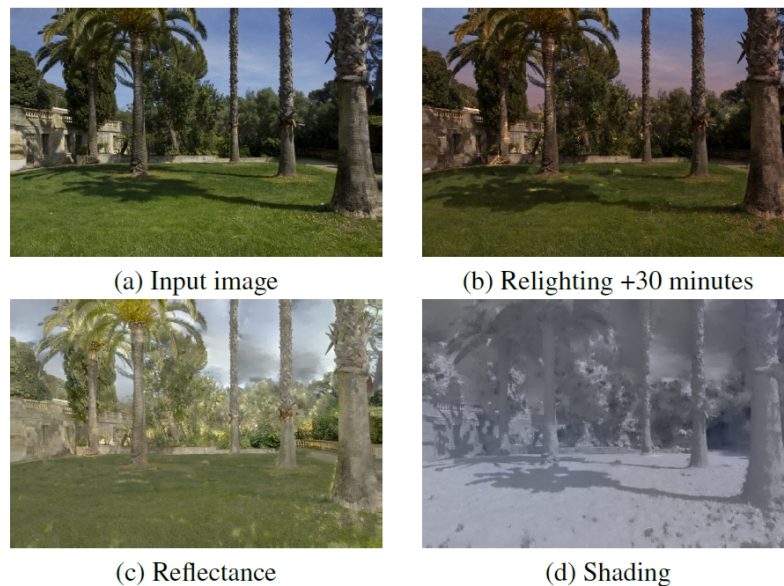 (a) Input image
(b) Relighting +30 minutes
(c) Reflectance
(d) Shading